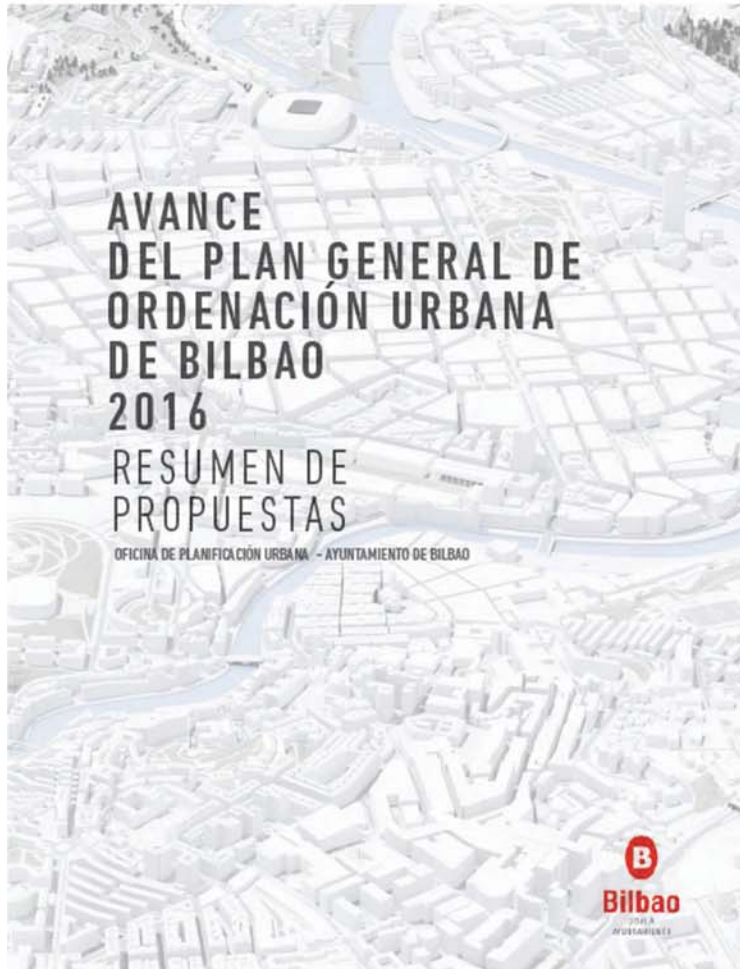 AVANCE
DEL PLAN GENERAL DE
ORDENACIÓN URBANA
DE BILBAO
2016
RESUMEN DE
PROPUESTAS
OFICINA DE PLANIFICACIÓN URBANA - AYUNTAMIENTO DE BILBAO
B
Bilbao
AYUNTAMIENTO